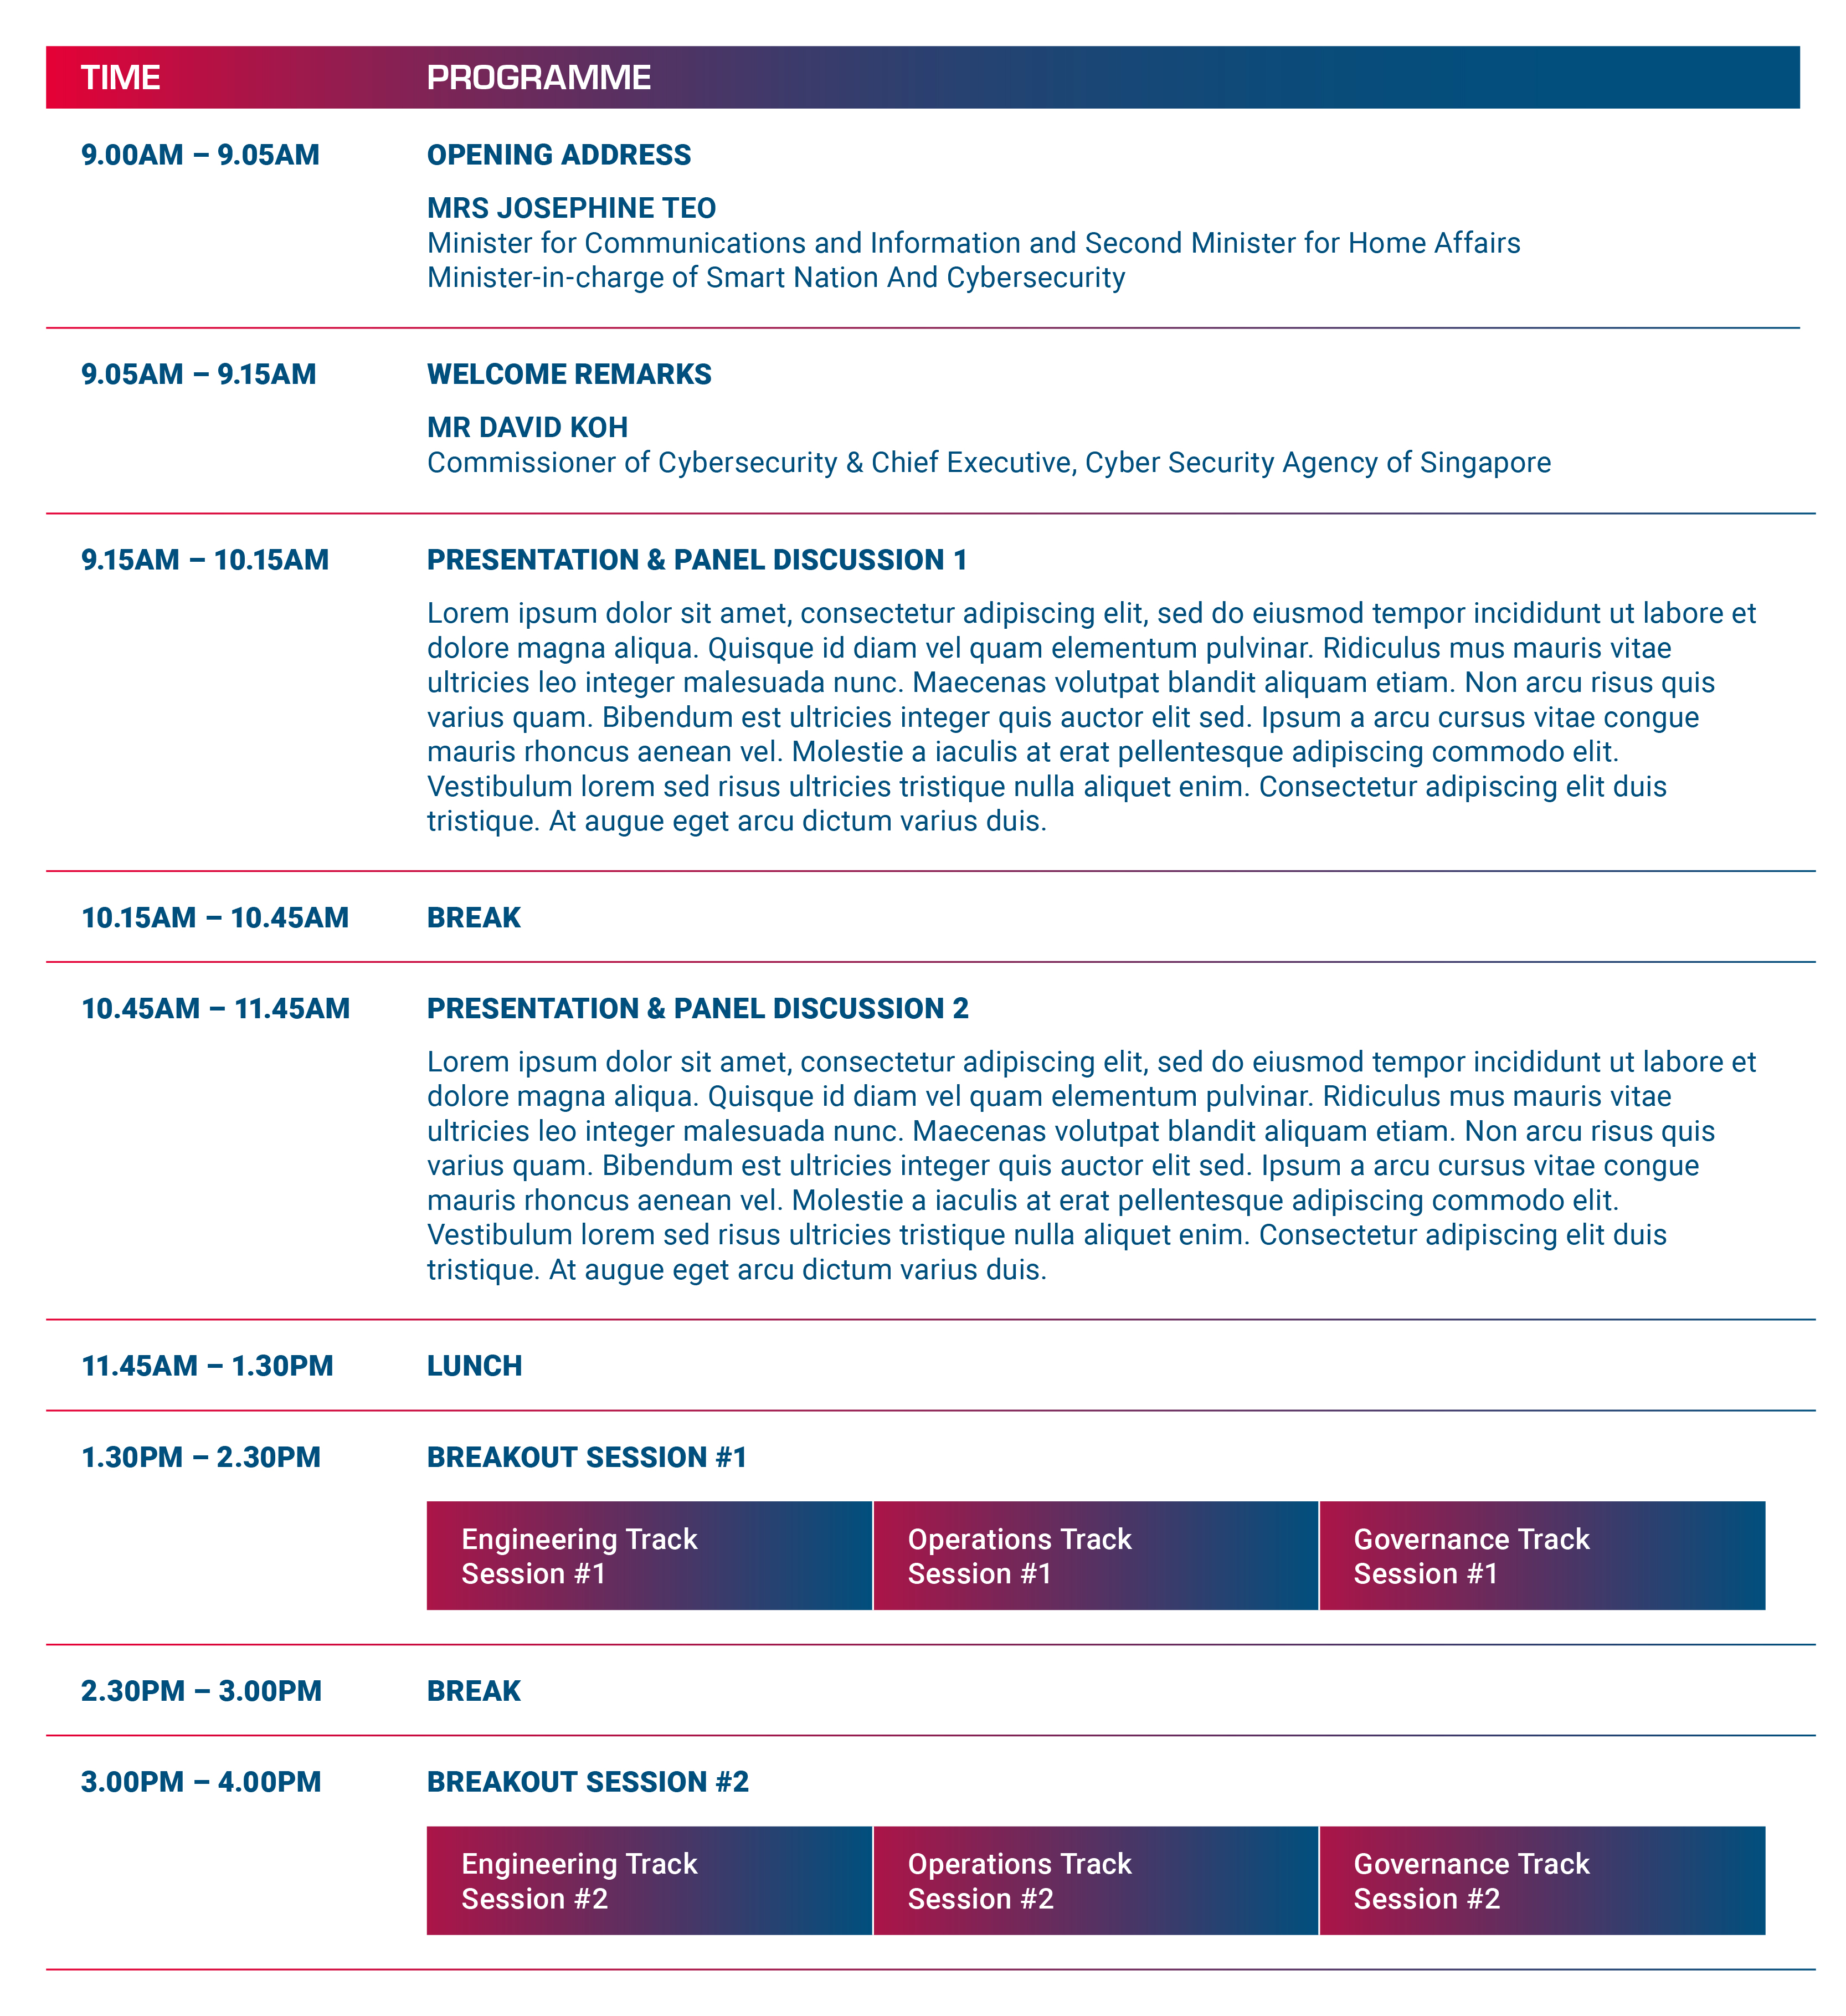 TIME PROGRAMME
9.00AM – 9.05AM OPENING ADDRESS
MRS JOSEPHINE TEO
Minister for Communications and Information and Second Minister for Home Affairs
Minister-in-charge of Smart Nation And Cybersecurity
9.05AM – 9.15AM WELCOME REMARKS
MR DAVID KOH
Commissioner of Cybersecurity & Chief Executive, Cyber Security Agency of Singapore
9.15AM – 10.15AM PRESENTATION & PANEL DISCUSSION 1
Lorem ipsum dolor sit amet, consectetur adipiscing elit, sed do eiusmod tempor incididunt ut labore et
dolore magna aliqua. Quisque id diam vel quam elementum pulvinar. Ridiculus mus mauris vitae
ultricies leo integer malesuada nunc. Maecenas volutpat blandit aliquam etiam. Non arcu risus quis
varius quam. Bibendum est ultricies integer quis auctor elit sed. Ipsum a arcu cursus vitae congue
mauris rhoncus aenean vel. Molestie a iaculis at erat pellentesque adipiscing commodo elit.
Vestibulum lorem sed risus ultricies tristique nulla aliquet enim. Consectetur adipiscing elit duis
tristique. At augue eget arcu dictum varius duis.
10.15AM – 10.45AM BREAK
10.45AM – 11.45AM PRESENTATION & PANEL DISCUSSION 2
Lorem ipsum dolor sit amet, consectetur adipiscing elit, sed do eiusmod tempor incididunt ut labore et
dolore magna aliqua. Quisque id diam vel quam elementum pulvinar. Ridiculus mus mauris vitae
ultricies leo integer malesuada nunc. Maecenas volutpat blandit aliquam etiam. Non arcu risus quis
varius quam. Bibendum est ultricies integer quis auctor elit sed. Ipsum a arcu cursus vitae congue
mauris rhoncus aenean vel. Molestie a iaculis at erat pellentesque adipiscing commodo elit.
Vestibulum lorem sed risus ultricies tristique nulla aliquet enim. Consectetur adipiscing elit duis
tristique. At augue eget arcu dictum varius duis.
11.45AM – 1.30PM LUNCH
1.30PM – 2.30PM BREAKOUT SESSION #1
Engineering Track Operations Track Governance Track
Session #1 Session #1 Session #1
2.30PM – 3.00PM BREAK
3.00PM – 4.00PM BREAKOUT SESSION #2
Engineering Track Operations Track Governance Track
Session #2 Session #2 Session #2